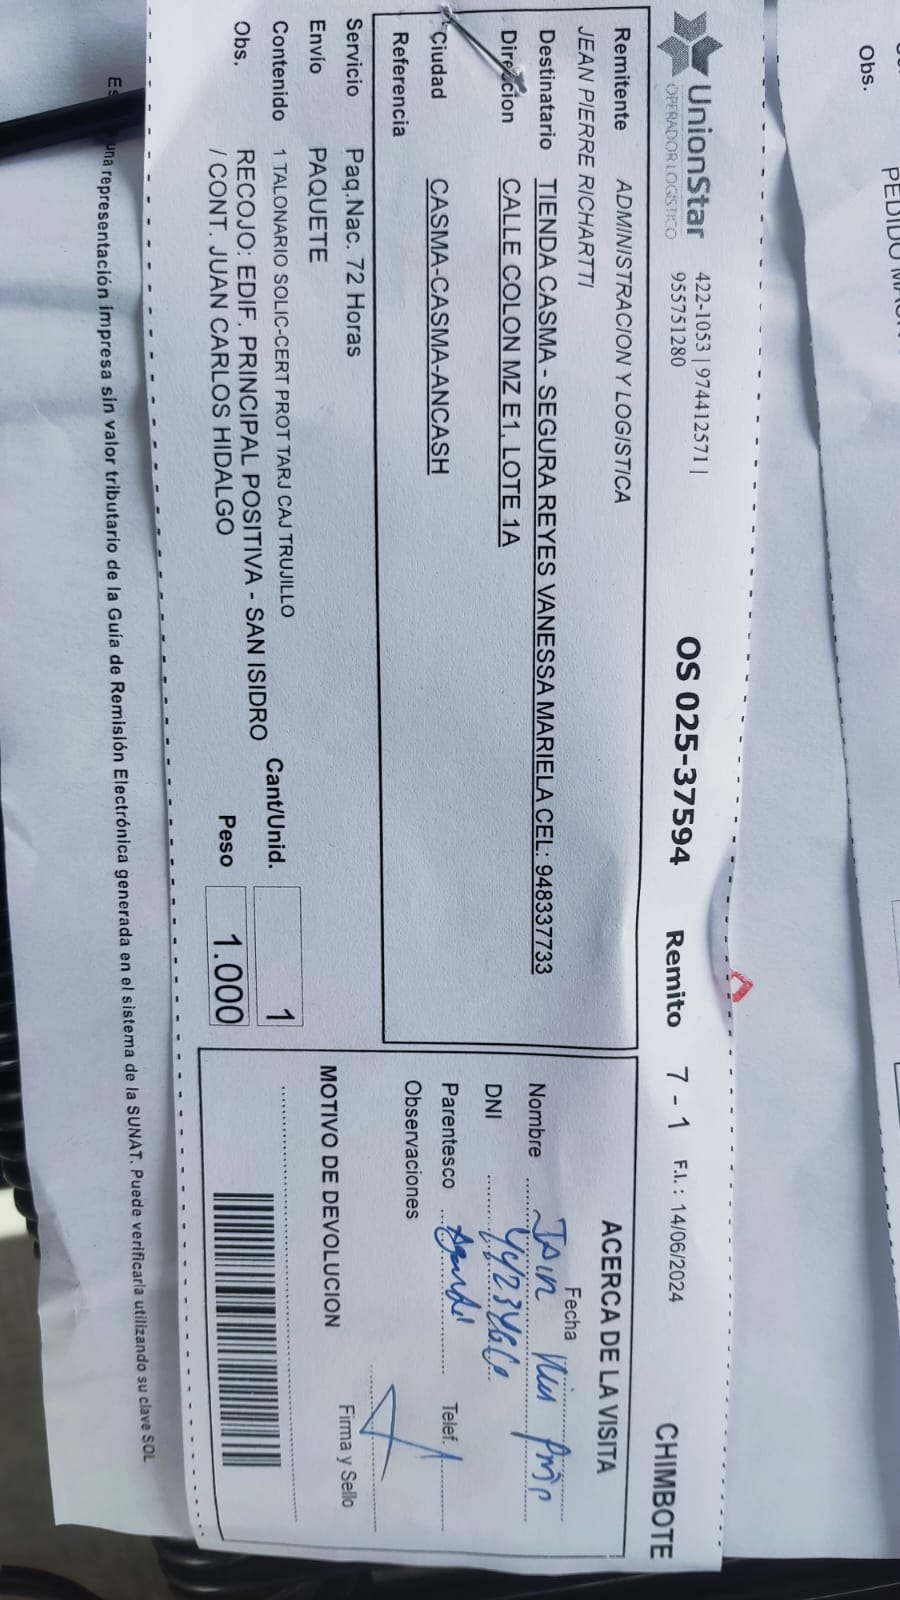 UnionStar
OPERADOR LOGISTICO
422-1053 | 974412571 |
955751280
OS 025-37594
Remito 7 - 1
F.I. : 14/06/2024
CHIMBOTE
Remitente ADMINISTRACION Y LOGISTICA
JEAN PIERRE RICHARTTI
Destinatario TIENDA CASMA - SEGURA REYES VANESSA MARIELA CEL: 948337733
Direccion CALLE COLON MZ E1, LOTE 1A
Ciudad CASMA-CASMA-ANCASH
Referencia
Servicio Paq.Nac. 72 Horas
Envío PAQUETE
Contenido 1 TALONARIO SOLIC-CERT PROT TARJ CAJ TRUJILLO
Obs. RECOJO: EDIF. PRINCIPAL POSITIVA - SAN ISIDRO
/ CONT. JUAN CARLOS HIDALGO
Cant/Unid. 1
Peso 1.000
ACERCA DE LA VISITA
Fecha
Nombre
DNI
Parentesco
Telef.
Observaciones
MOTIVO DE DEVOLUCION
Firma y Sello
una representación impresa sin valor tributario de la Guía de Remisión Electrónica generada en el sistema de la SUNAT. Puede verificarla utilizando su clave SOL
Obs.
PEDIDO